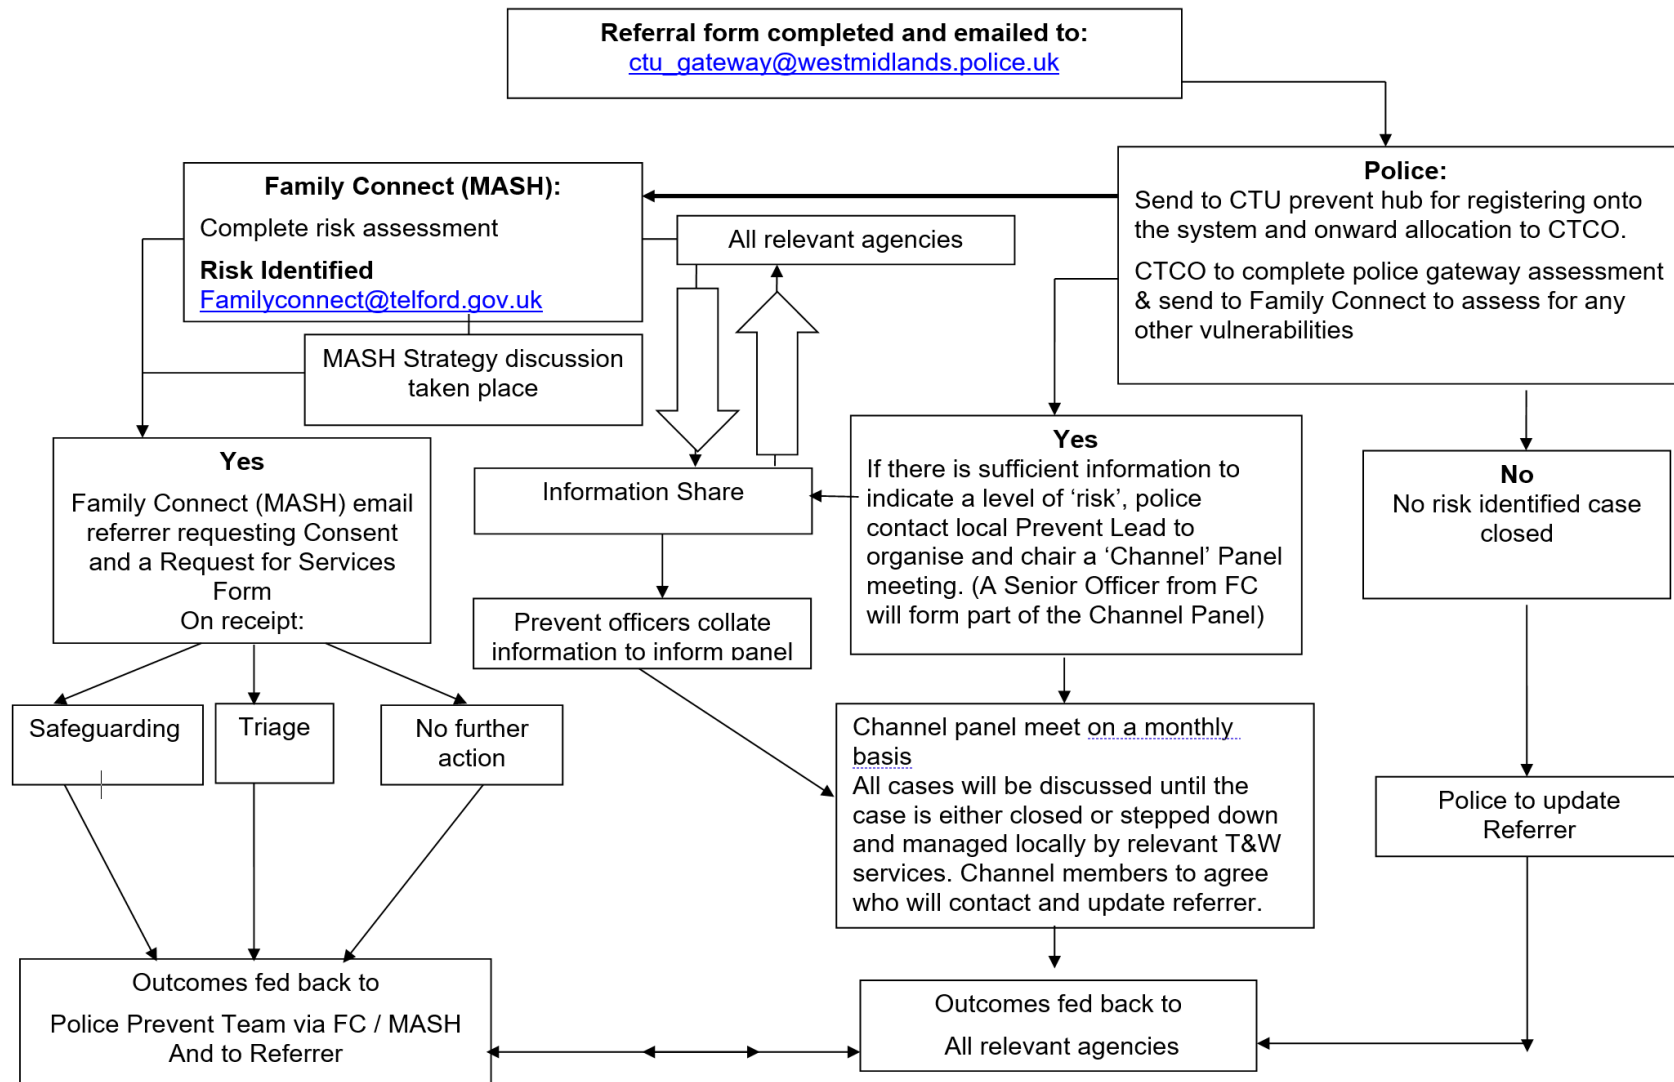 Referral form completed and emailed to:
ctu_gateway@westmidlands.police.uk
Police:
Send to CTU prevent hub for registering onto
the system and onward allocation to CTCO.
CTCO to complete police gateway assessment
& send to Family Connect to assess for any
other vulnerabilities
Family Connect (MASH):
Complete risk assessment
Risk Identified
Familyconnect@telford.gov.uk
All relevant agencies
MASH Strategy discussion
taken place
Yes
Family Connect (MASH) email
referrer requesting Consent
and a Request for Services
Form
On receipt:
Information Share
Yes
If there is sufficient information to
indicate a level of ‘risk’, police
contact local Prevent Lead to
organise and chair a ‘Channel’ Panel
meeting. (A Senior Officer from FC
will form part of the Channel Panel)
No
No risk identified case
closed
Prevent officers collate
information to inform panel
Safeguarding
Triage
No further
action
Channel panel meet on a monthly
basis
All cases will be discussed until the
case is either closed or stepped down
and managed locally by relevant T&W
services. Channel members to agree
who will contact and update referrer.
Police to update
Referrer
Outcomes fed back to
Police Prevent Team via FC / MASH
And to Referrer
Outcomes fed back to
All relevant agencies